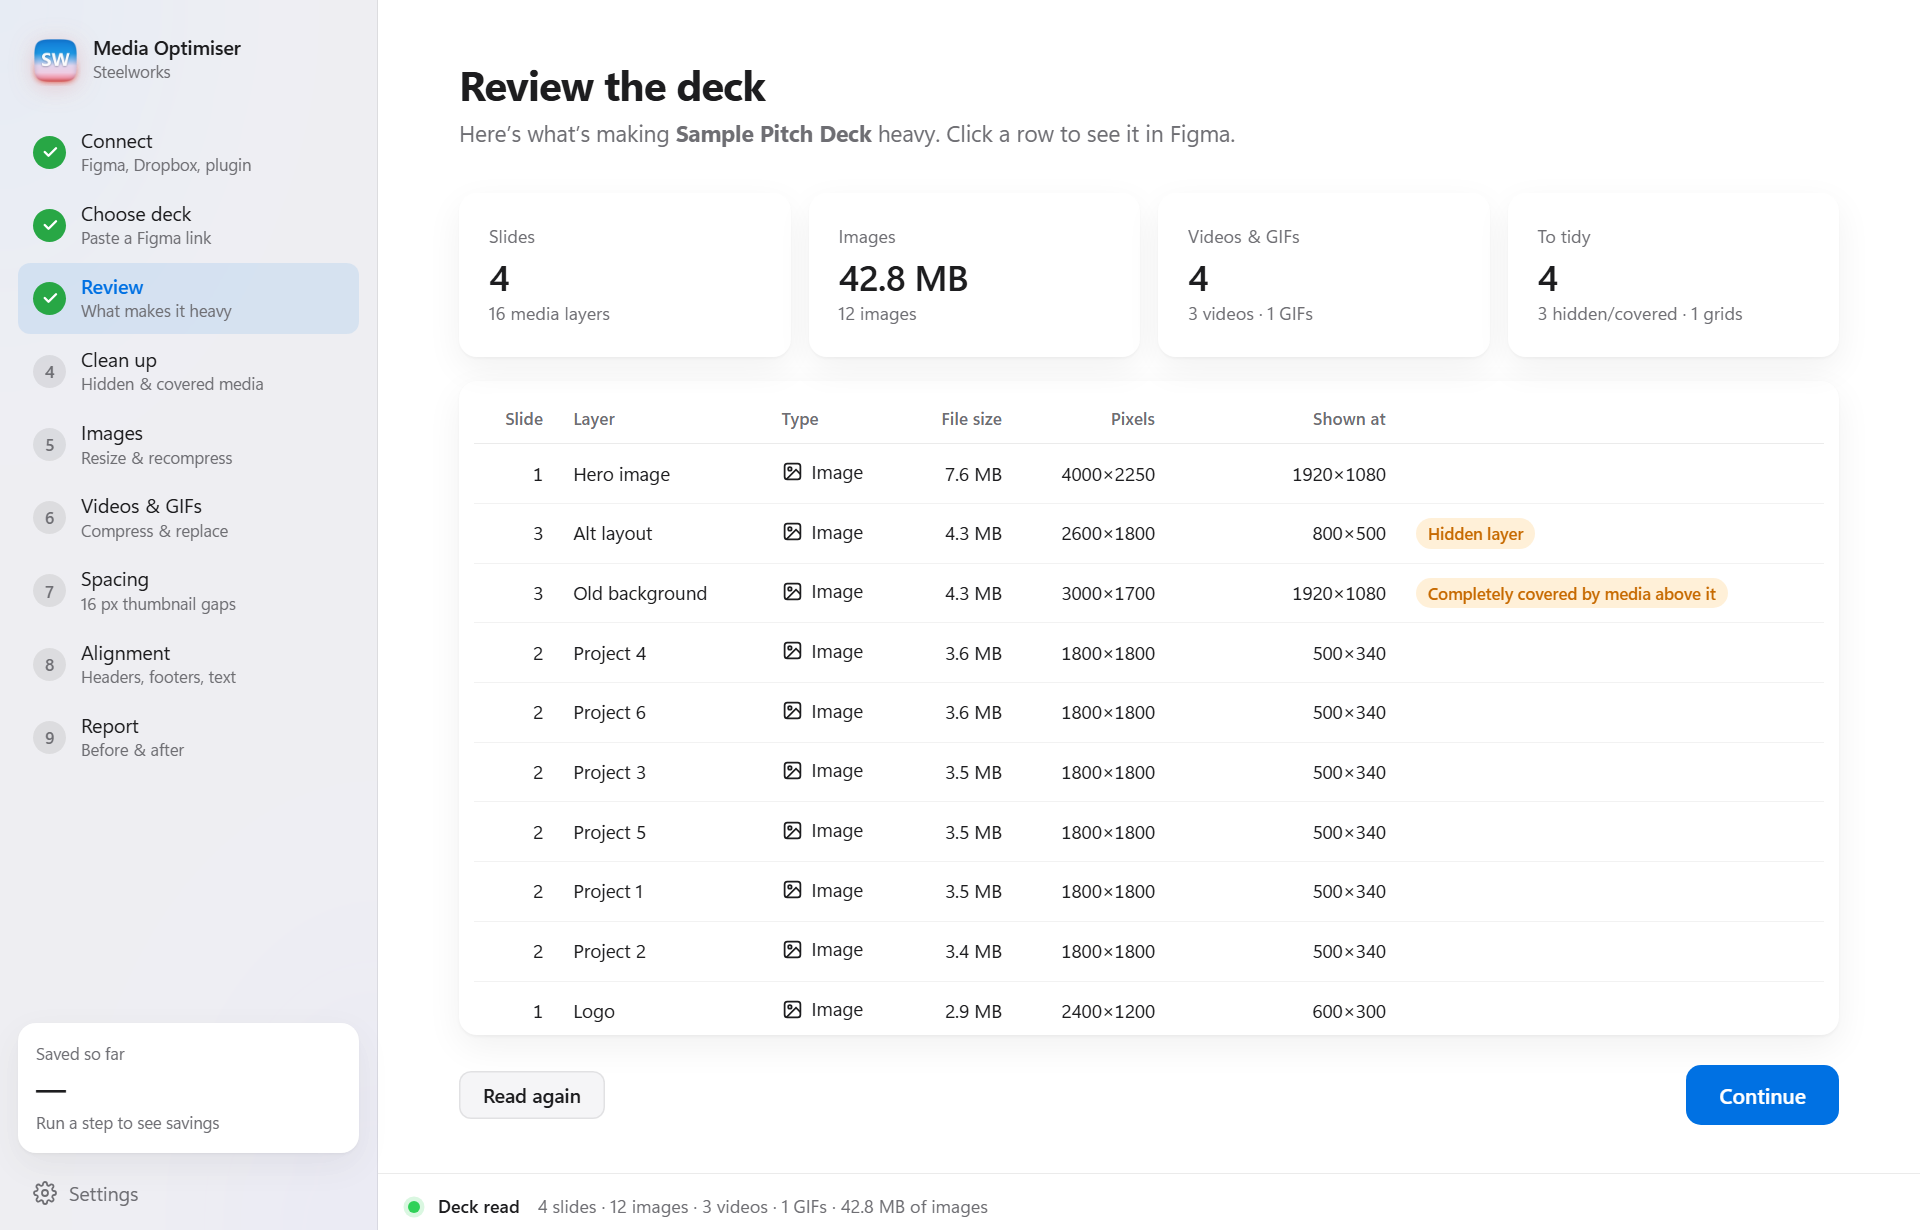 SW
Media Optimiser
Steelworks
Connect
Figma, Dropbox, plugin
Choose deck
Paste a Figma link
Review
What makes it heavy
4 Clean up
Hidden & covered media
5 Images
Resize & recompress
6 Videos & GIFs
Compress & replace
7 Spacing
16 px thumbnail gaps
8 Alignment
Headers, footers, text
9 Report
Before & after
Saved so far
—
Run a step to see savings
Settings
Review the deck
Here’s what’s making Sample Pitch Deck heavy. Click a row to see it in Figma.
Slides
4
16 media layers
Images
42.8 MB
12 images
Videos & GIFs
4
3 videos · 1 GIFs
To tidy
4
3 hidden/covered · 1 grids
Slide Layer Type File size Pixels Shown at
1 Hero image Image 7.6 MB 4000×2250 1920×1080
3 Alt layout Image 4.3 MB 2600×1800 800×500 Hidden layer
3 Old background Image 4.3 MB 3000×1700 1920×1080 Completely covered by media above it
2 Project 4 Image 3.6 MB 1800×1800 500×340
2 Project 6 Image 3.6 MB 1800×1800 500×340
2 Project 3 Image 3.5 MB 1800×1800 500×340
2 Project 5 Image 3.5 MB 1800×1800 500×340
2 Project 1 Image 3.5 MB 1800×1800 500×340
2 Project 2 Image 3.4 MB 1800×1800 500×340
1 Logo Image 2.9 MB 2400×1200 600×300
Read again
Continue
Deck read 4 slides · 12 images · 3 videos · 1 GIFs · 42.8 MB of images